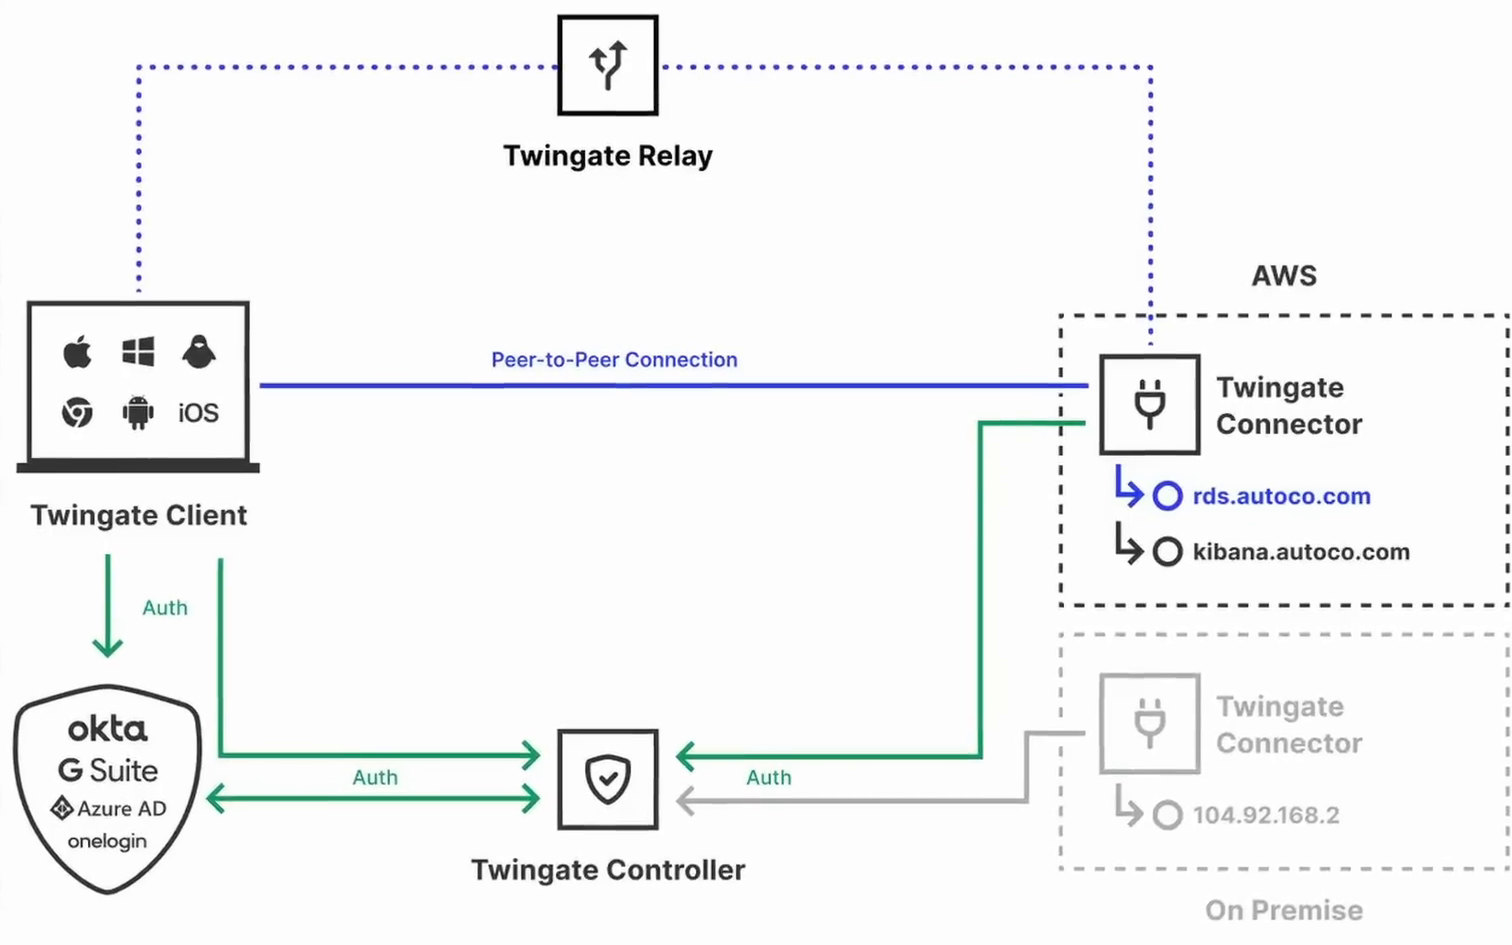 Twingate Relay
AWS
Peer-to-Peer Connection
iOS
Twingate
Connector
rds.autoco.com
kibana.autoco.com
Twingate Client
Auth
okta
G Suite
Azure AD
onelogin
Auth
Auth
Twingate Controller
Twingate
Connector
104.92.168.2
On Premise